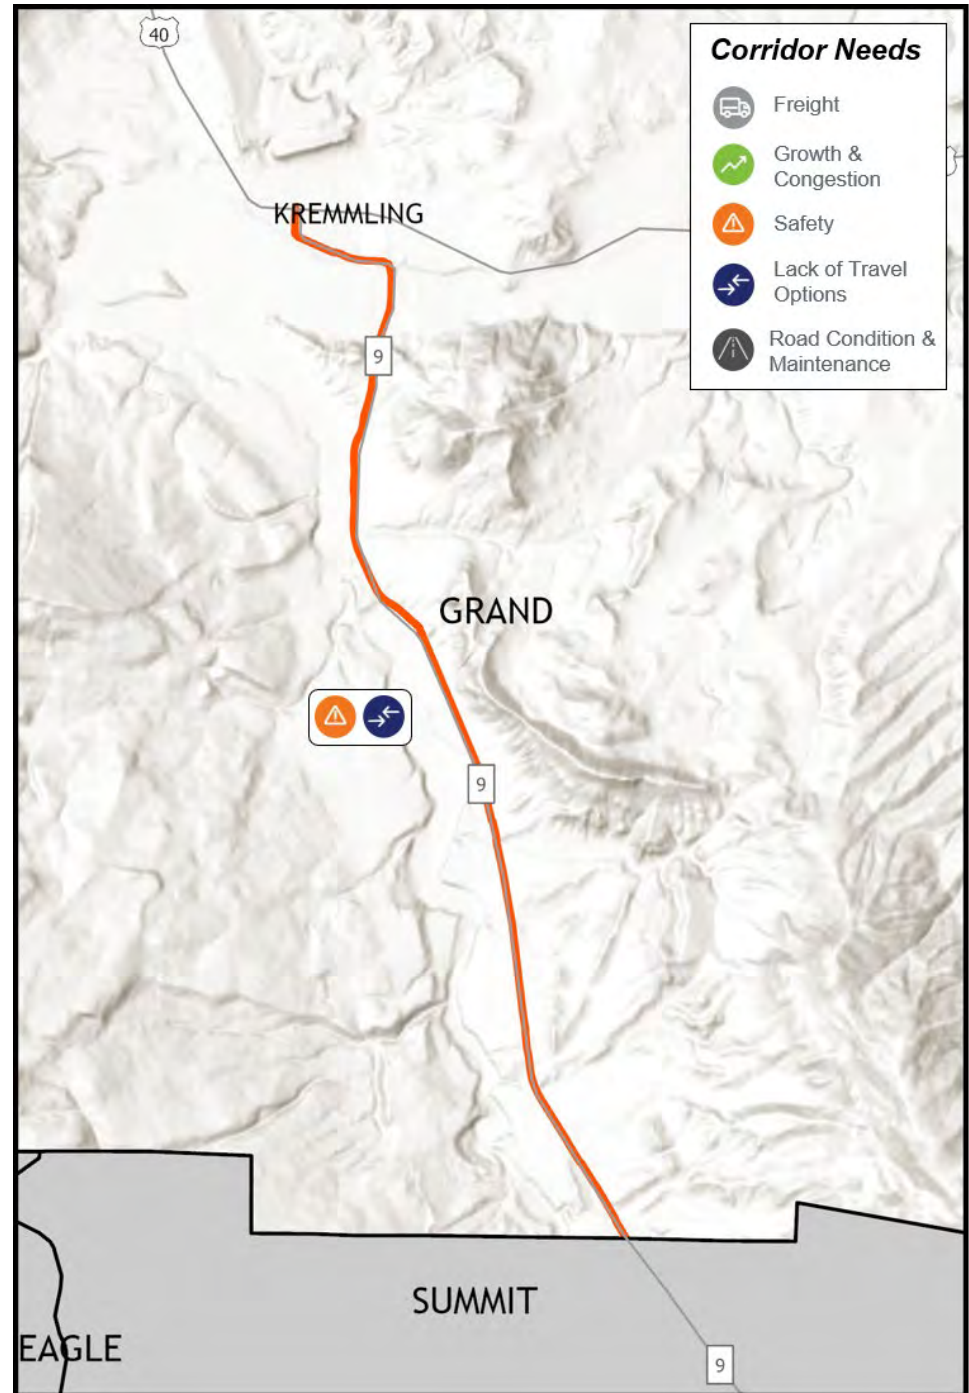 40
Corridor Needs
Freight
Growth &
Congestion
Safety
Lack of Travel
Options
Road Condition &
Maintenance
KREMMLING
9
GRAND
9
SUMMIT
EAGLE
9